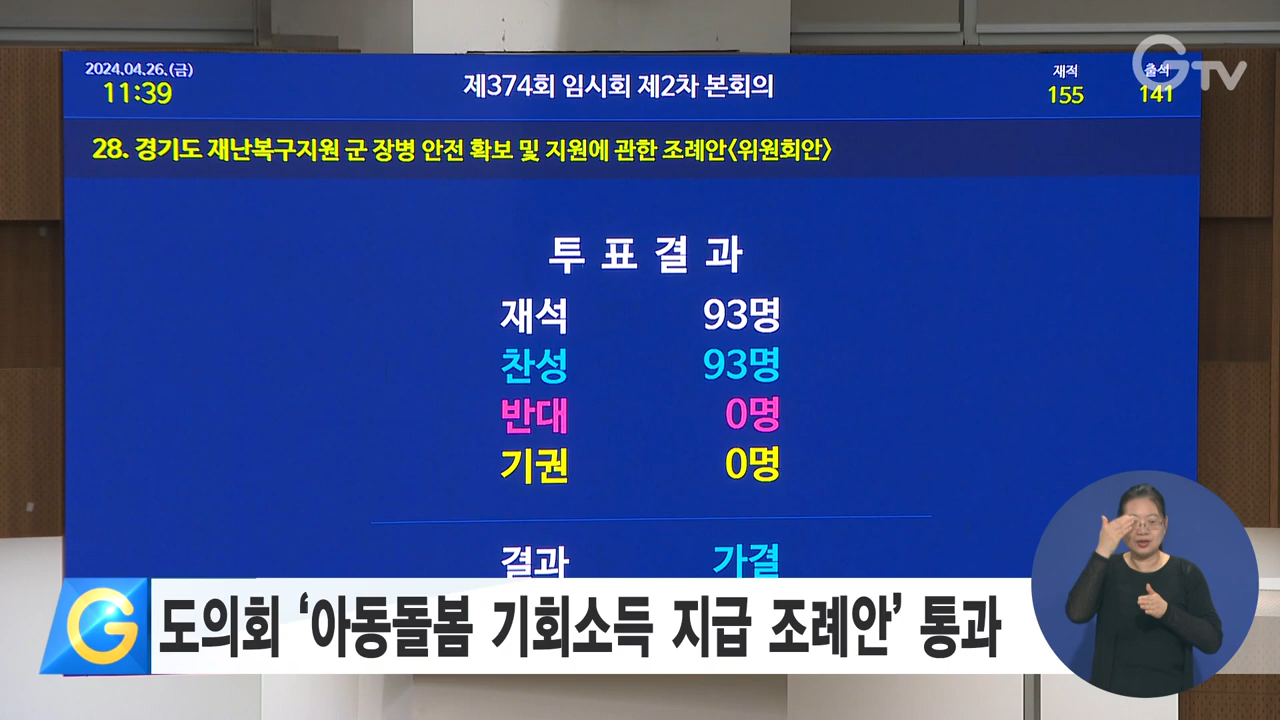 2024.04.26.(금)
11:39
제374회 임시회 제2차 본회의
재적
155
출석
141
GTV
28. 경기도 재난복구지원 군 장병 안전 확보 및 지원에 관한 조례안<위원회안>
투 표 결 과
재석 93명
찬성 93명
반대 0명
기권 0명
결과 가결
G
도의회 ‘아동돌봄 기회소득 지급 조례안’ 통과